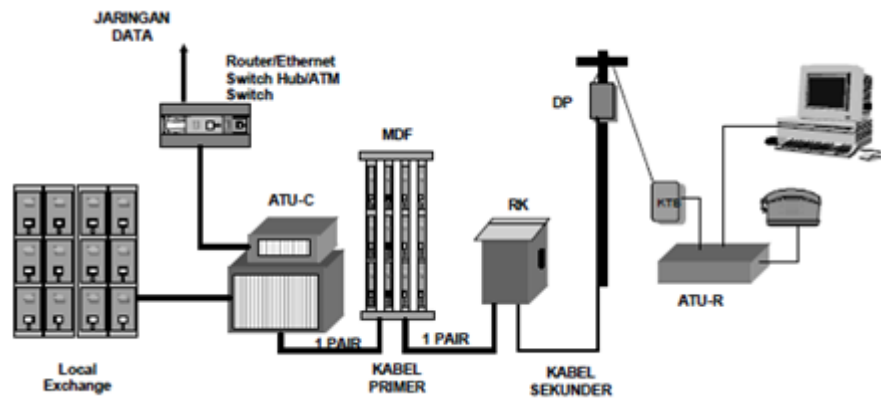 JARINGAN
DATA
Router/Ethernet
Switch Hub/ATM
Switch
DP
MDF
ATU-C
RK
KTB
ATU-R
1 PAIR
1 PAIR
Local
Exchange
KABEL
PRIMER
KABEL
SEKUNDER